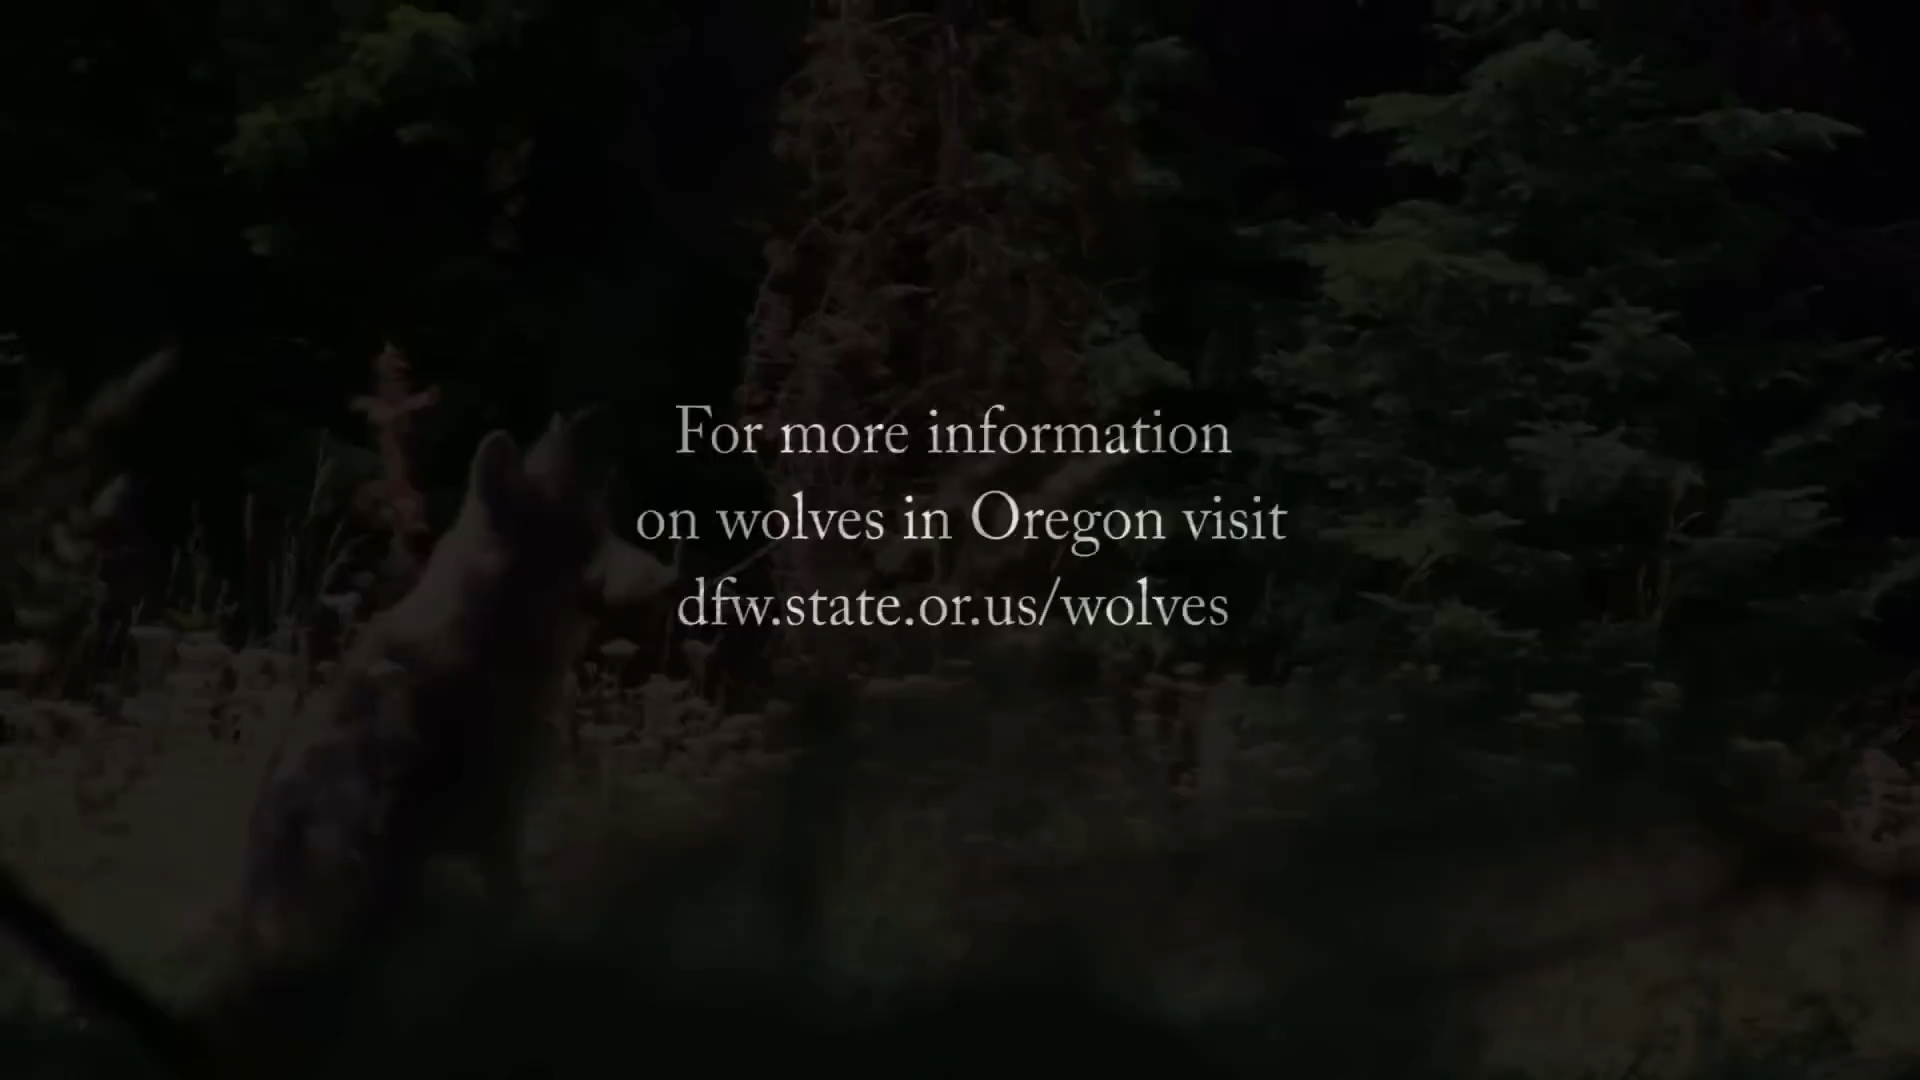 For more information
on wolves in Oregon visit
dfw.state.or.us/wolves